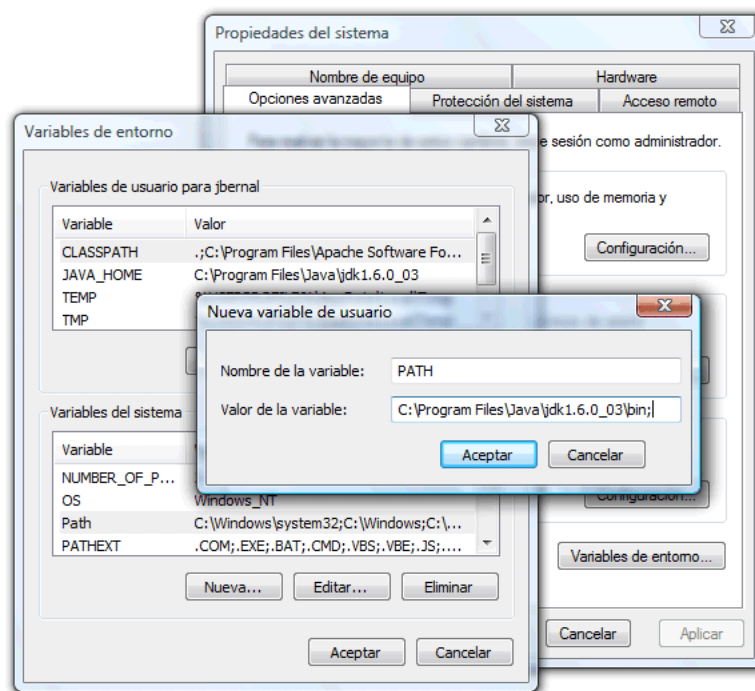 Propiedades del sistema
Nombre de equipo
Hardware
Opciones avanzadas
Protección del sistema
Acceso remoto
e sesión como administrador.
or, uso de memoria y
Configuración...
Configuración...
Variables de entorno...
Cancelar
Aplicar
Variables de entorno
Variables de usuario para jbernal
Variable Valor
CLASSPATH .;C:\Program Files\Apache Software Fo...
JAVA_HOME C:\Program Files\Java\jdk1.6.0_03
TEMP
TMP
Variables del sistema
Variable
NUMBER_OF_P...
OS Windows_NT
Path C:\Windows\system32;C:\Windows;C:\...
PATHEXT .COM;.EXE;.BAT;.CMD;.VBS;.VBE;.JS;....
Nueva...
Editar...
Eliminar
Aceptar
Cancelar
Nueva variable de usuario
Nombre de la variable: PATH
Valor de la variable: C:\Program Files\Java\jdk1.6.0_03\bin;
Aceptar
Cancelar